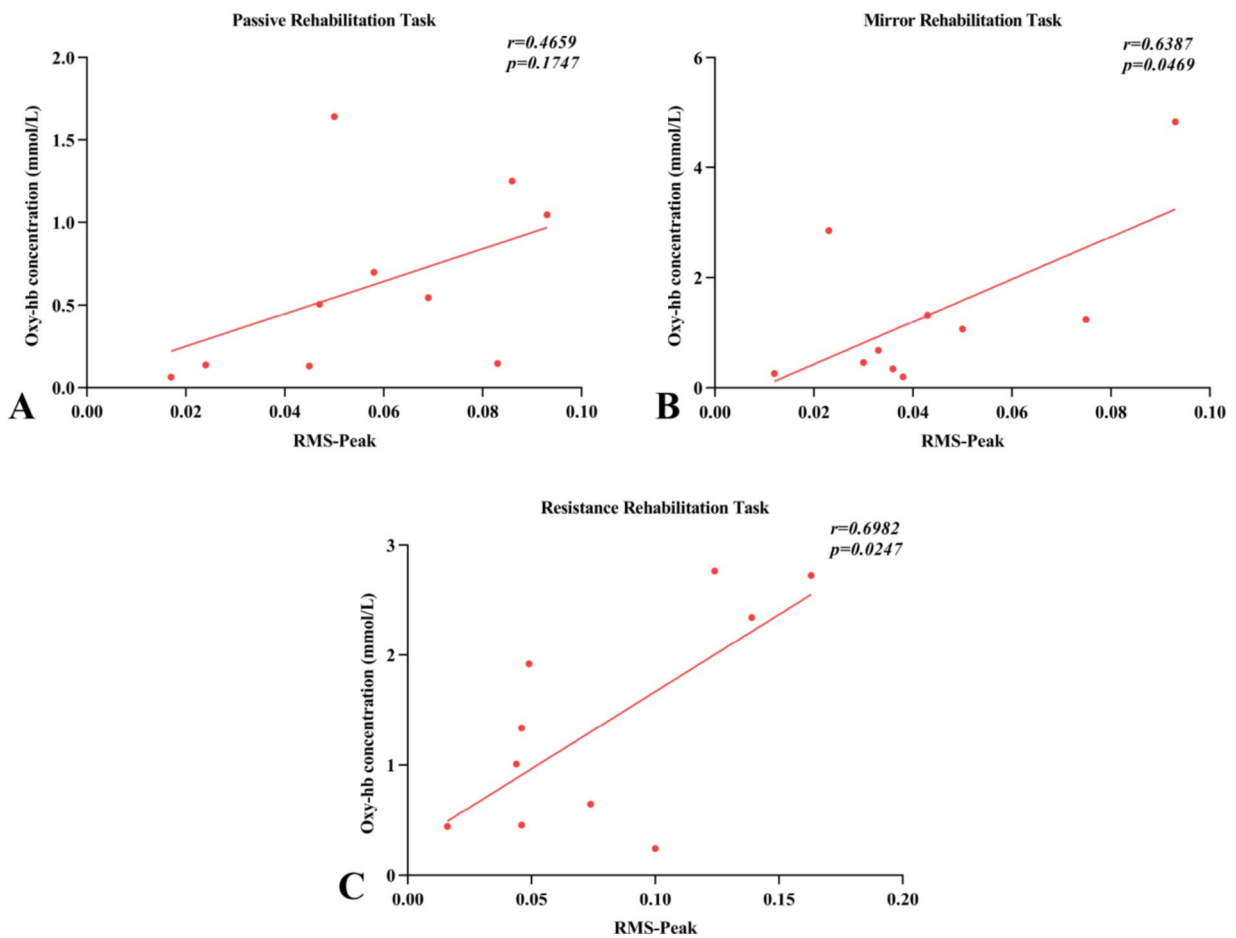 Passive Rehabilitation Task
r=0.4659
p=0.1747
Oxy-hb concentration (mmol/L)
2.0
1.5
1.0
0.5
0.0
0.00 0.02 0.04 0.06 0.08 0.10
RMS-Peak
A
Mirror Rehabilitation Task
r=0.6387
p=0.0469
Oxy-hb concentration (mmol/L)
6
4
2
0
0.00 0.02 0.04 0.06 0.08 0.10
RMS-Peak
B
Resistance Rehabilitation Task
r=0.6982
p=0.0247
Oxy-hb concentration (mmol/L)
3
2
1
0
0.00 0.05 0.10 0.15 0.20
RMS-Peak
C